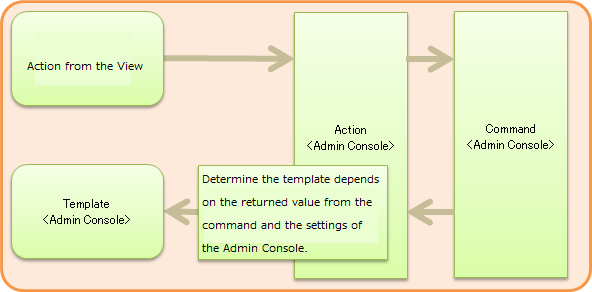 Action from the View
Action
<Admin Console>
Command
<Admin Console>
Template
<Admin Console>
Determine the template depends
on the returned value from the
command and the settings of
the Admin Console.